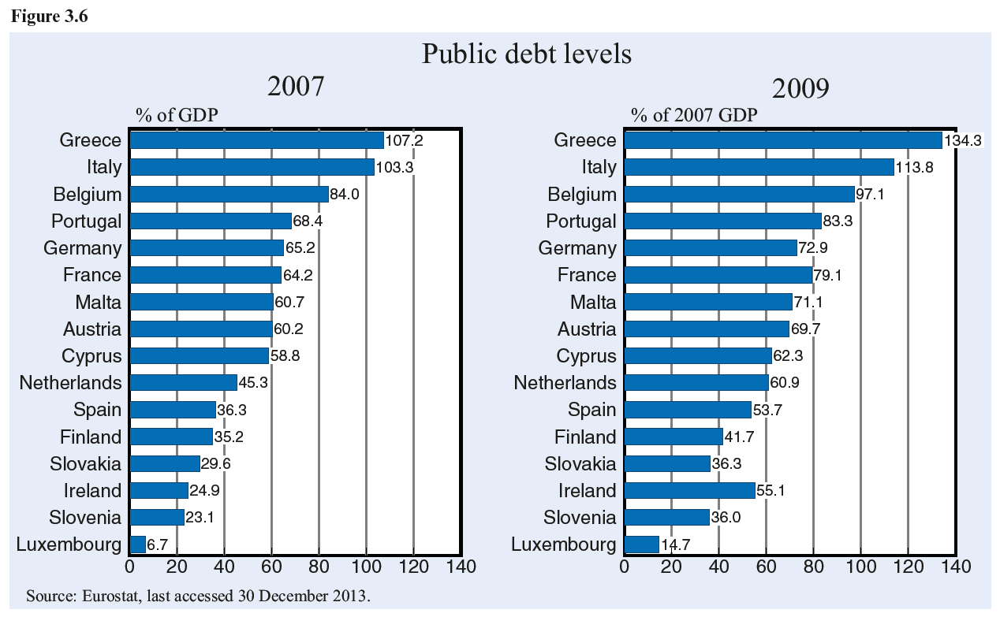 Figure 3.6
Public debt levels
2007
% of GDP
Greece 107.2
Italy 103.3
Belgium 84.0
Portugal 68.4
Germany 65.2
France 64.2
Malta 60.7
Austria 60.2
Cyprus 58.8
Netherlands 45.3
Spain 36.3
Finland 35.2
Slovakia 29.6
Ireland 24.9
Slovenia 23.1
Luxembourg 6.7
0 20 40 60 80 100 120 140
2009
% of 2007 GDP
Greece 134.3
Italy 113.8
Belgium 97.1
Portugal 83.3
Germany 72.9
France 79.1
Malta 71.1
Austria 69.7
Cyprus 62.3
Netherlands 60.9
Spain 53.7
Finland 41.7
Slovakia 36.3
Ireland 55.1
Slovenia 36.0
Luxembourg 14.7
0 20 40 60 80 100 120 140
Source: Eurostat, last accessed 30 December 2013.